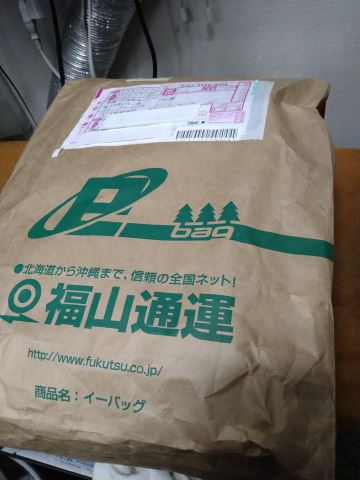 E bag
●北海道から沖縄まで、信頼の全国ネット!
福山通運
http://www.fukutsu.co.jp/
商品名：イーバッグ